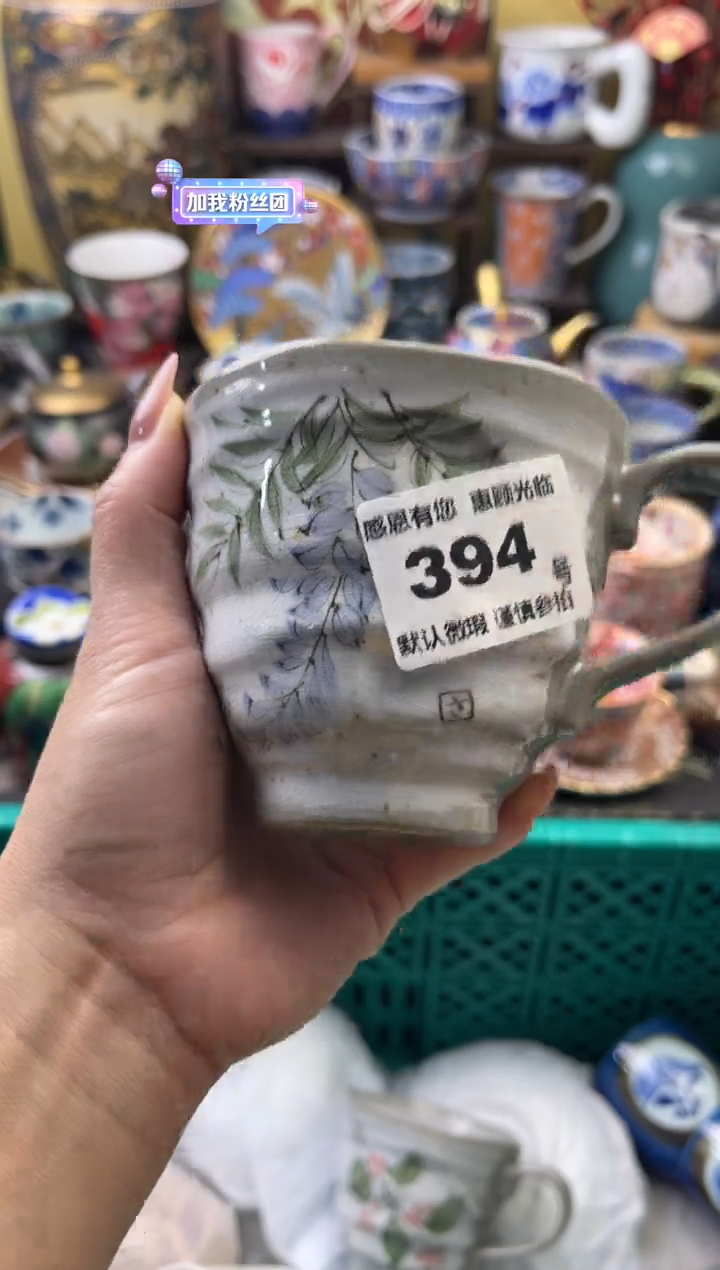 加我粉丝团
感恩有您 惠顾光临
394
号
默认微瑕 谨慎参拍